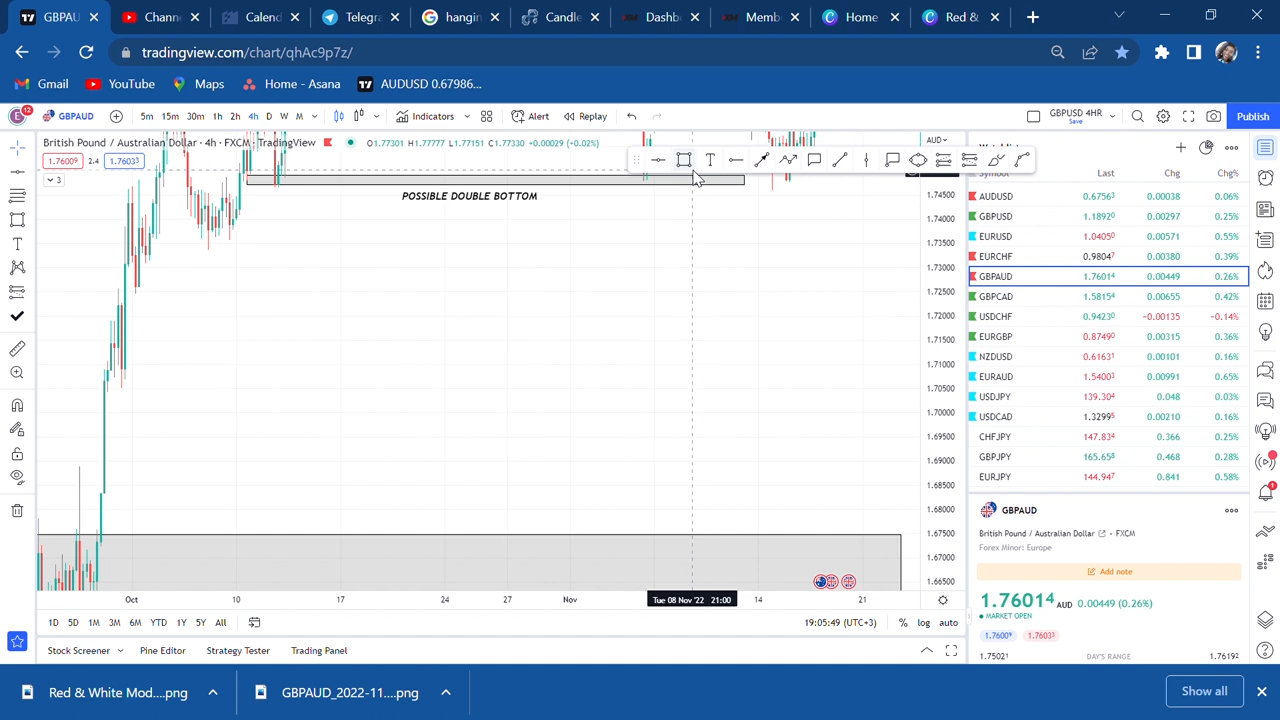 GBPAU
Channe
Calend
Telegra
hangin
Candle
Dashb
Memb
Home
Red &
tradingview.com/chart/qhAc9p7z/
Gmail
YouTube
Maps
Home - Asana
AUDUSD 0.67986...
E
12
GBPAUD
5m 15m 30m 1h 2h 4h D W M
Indicators
Alert
Replay
GBPUSD 4HR
Save
Publish
British Pound / Australian Dollar · 4h · FXCM · TradingView
O1.77301 H1.77777 L1.77151 C1.77330 +0.00029 (+0.02%)
1.76009 2.4 1.76033
3
POSSIBLE DOUBLE BOTTOM
AUD
1.74500
1.74000
1.73500
1.73000
1.72500
1.72000
1.71500
1.71000
1.70500
1.70000
1.69500
1.69000
1.68500
1.68000
1.67500
1.67000
1.66500
Oct 10 17 24 27 Nov Tue 08 Nov '22 21:00 14 21
1D 5D 1M 3M 6M YTD 1Y 5Y All
19:05:49 (UTC+3) % log auto
Stock Screener Pine Editor Strategy Tester Trading Panel
Symbol Last Chg Chg%
AUDUSD 0.67563 0.00038 0.06%
GBPUSD 1.18920 0.00297 0.25%
EURUSD 1.04050 0.00571 0.55%
EURCHF 0.98047 0.00380 0.39%
GBPAUD 1.76014 0.00449 0.26%
GBPCAD 1.58154 0.00655 0.42%
USDCHF 0.94230 −0.00135 −0.14%
EURGBP 0.87490 0.00315 0.36%
NZDUSD 0.61631 0.00101 0.16%
EURAUD 1.54003 0.00991 0.65%
USDJPY 139.304 0.048 0.03%
USDCAD 1.32995 0.00210 0.16%
CHFJPY 147.834 0.366 0.25%
GBPJPY 165.658 0.468 0.28%
EURJPY 144.947 0.841 0.58%
GBPAUD
British Pound / Australian Dollar · FXCM
Forex Minor: Europe
Add note
1.76014 AUD 0.00449 (0.26%)
MARKET OPEN
1.76009 1.76033
1.75021 DAY'S RANGE 1.76192
Red & White Mod....png
GBPAUD_2022-11....png
Show all